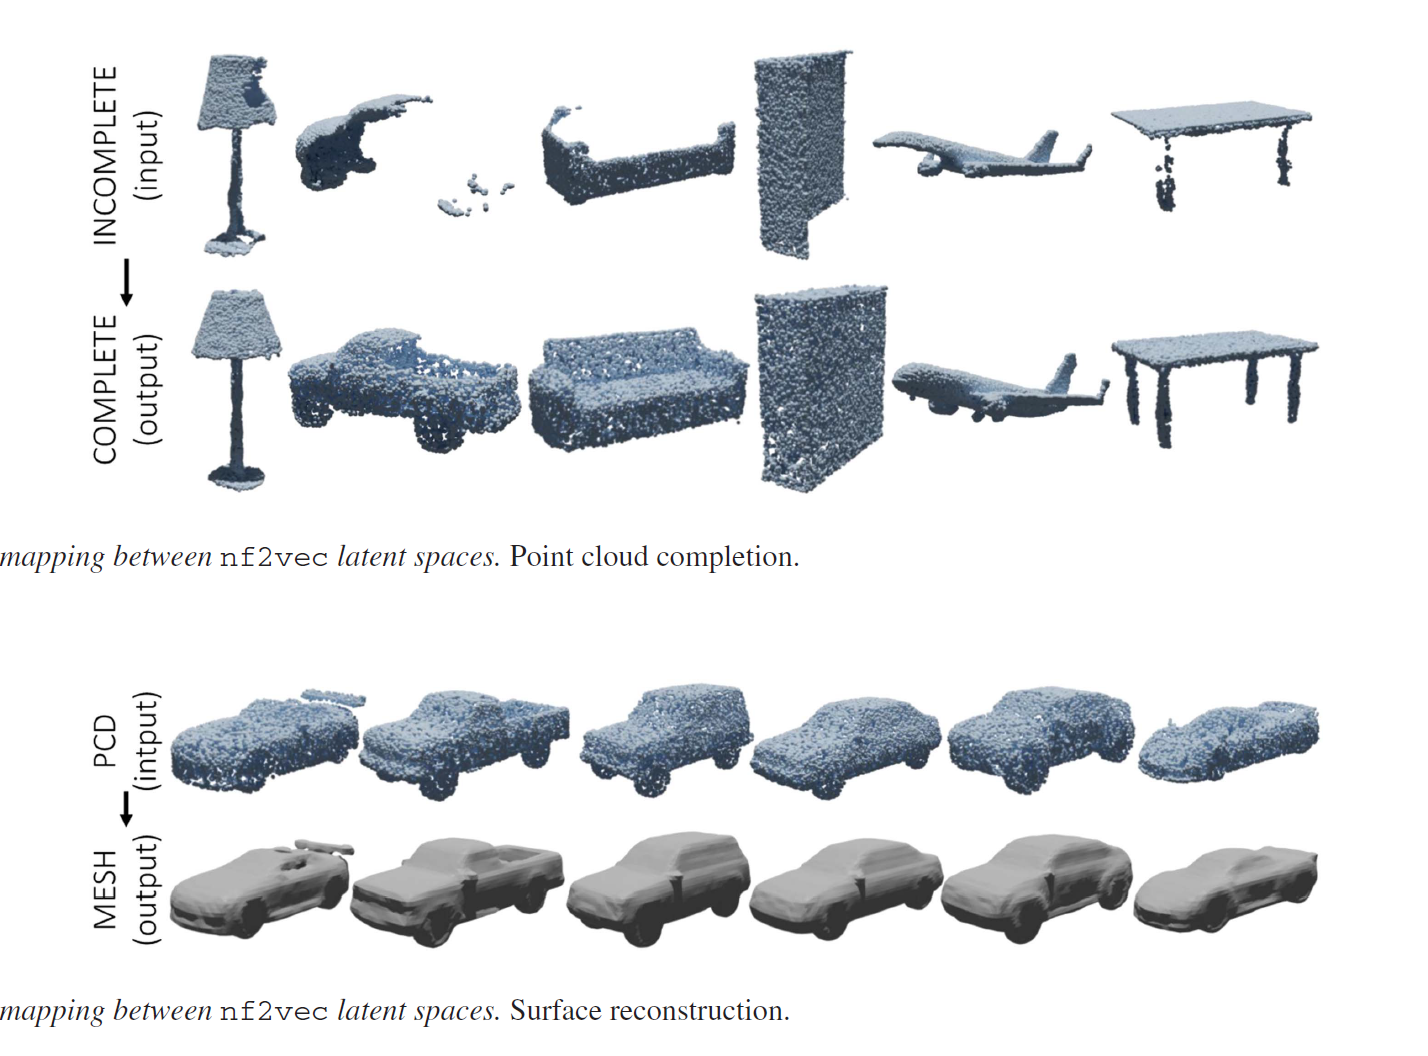 INCOMPLETE
(input)
COMPLETE
(output)
mapping between nf2vec latent spaces. Point cloud completion.
PCD
(intput)
MESH
(output)
mapping between nf2vec latent spaces. Surface reconstruction.